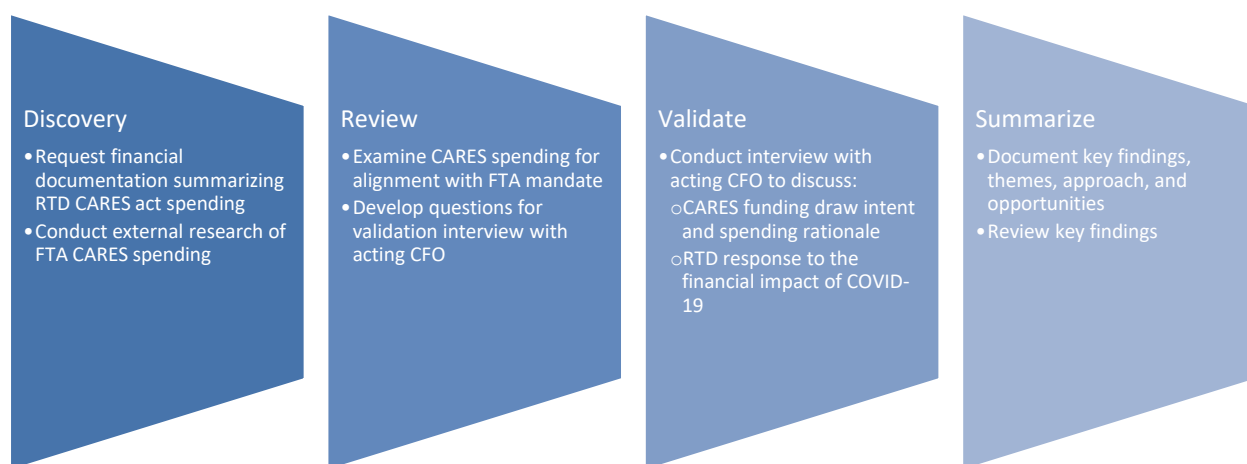 Discovery
•Request financial
documentation summarizing
RTD CARES act spending
•Conduct external research of
FTA CARES spending
Review
•Examine CARES spending for
alignment with FTA mandate
•Develop questions for
validation interview with
acting CFO
Validate
•Conduct interview with
acting CFO to discuss:
oCARES funding draw intent
and spending rationale
oRTD response to the
financial impact of COVID-
19
Summarize
•Document key findings,
themes, approach, and
opportunities
•Review key findings